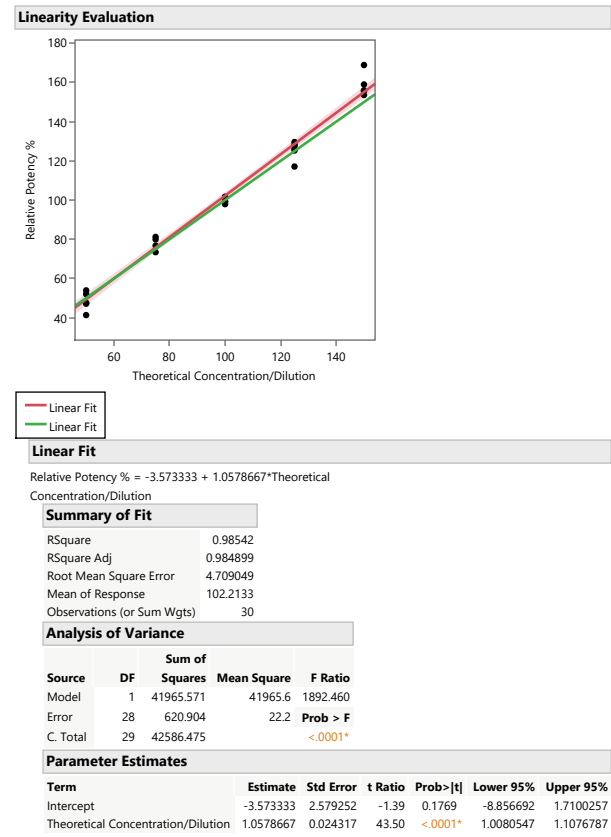 Linearity Evaluation
180
160
140
120
100
80
60
40
Relative Potency %
60 80 100 120 140
Theoretical Concentration/Dilution
Linear Fit
Linear Fit
Linear Fit
Relative Potency % = -3.573333 + 1.0578667*Theoretical
Concentration/Dilution
Summary of Fit
RSquare 0.98542
RSquare Adj 0.984899
Root Mean Square Error 4.709049
Mean of Response 102.2133
Observations (or Sum Wgts) 30
Analysis of Variance
Sum of
Source DF Squares Mean Square F Ratio
Model 1 41965.571 41965.6 1892.460
Error 28 620.904 22.2 Prob > F
C. Total 29 42586.475 <.0001*
Parameter Estimates
Term Estimate Std Error t Ratio Prob>|t| Lower 95% Upper 95%
Intercept -3.573333 2.579252 -1.39 0.1769 -8.856692 1.7100257
Theoretical Concentration/Dilution 1.0578667 0.024317 43.50 <.0001* 1.0080547 1.1076787